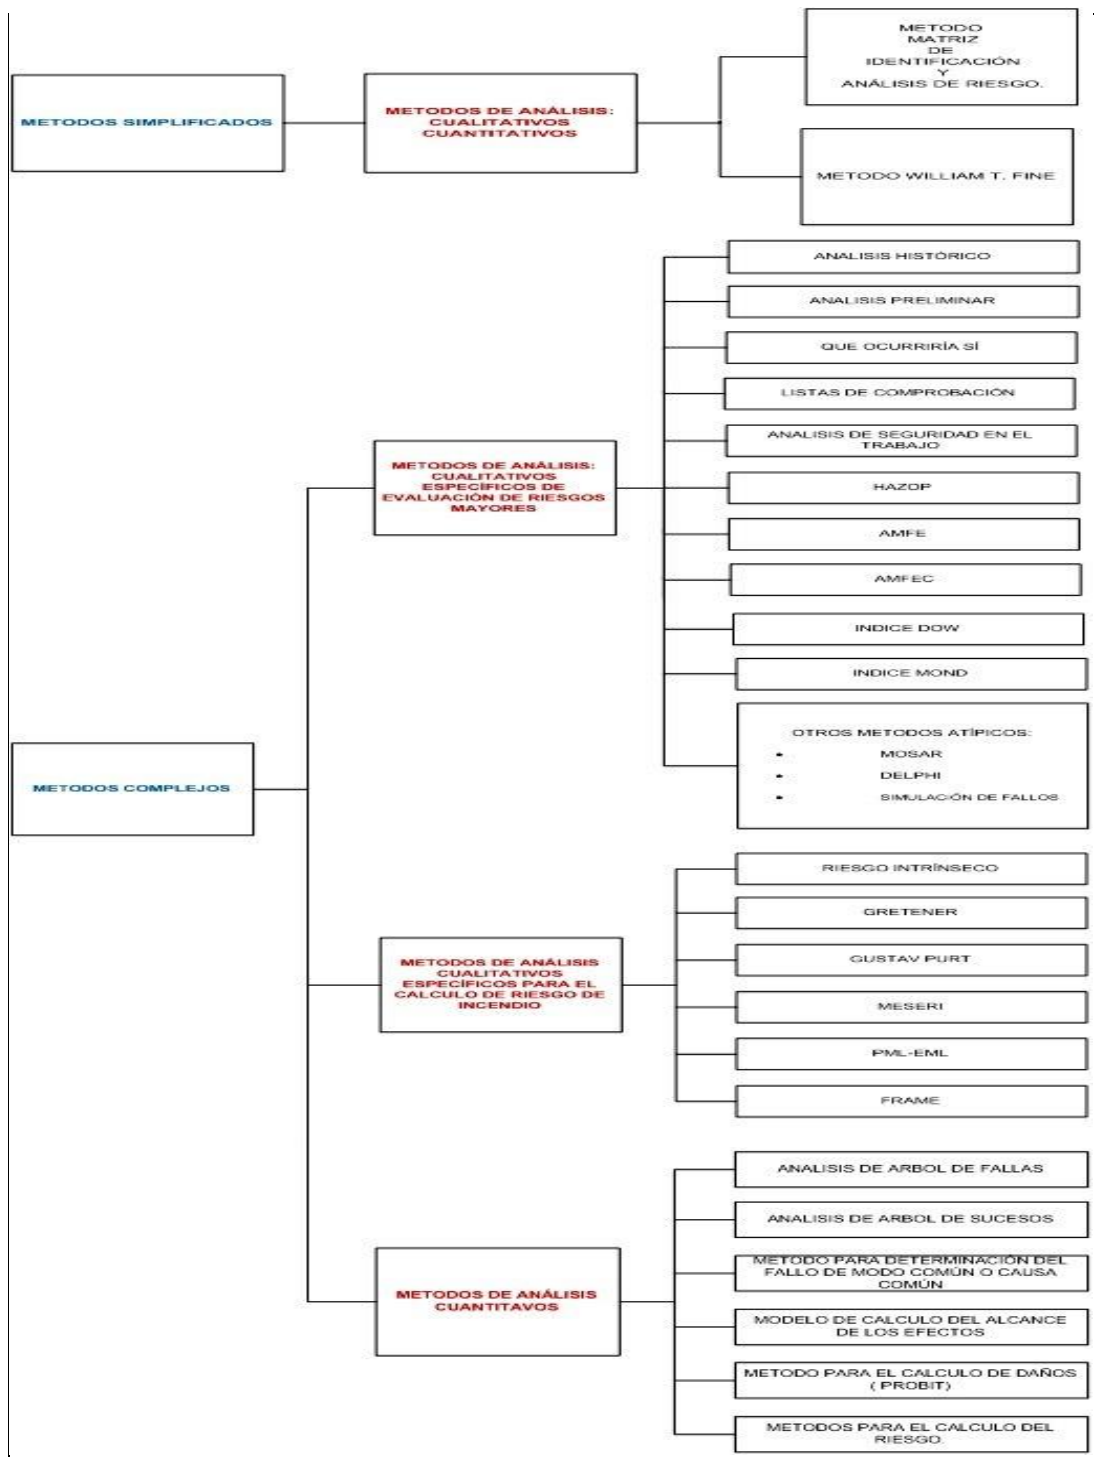 METODO
MATRIZ
DE
IDENTIFICACIÓN
Y
ANÁLISIS DE RIESGO.
METODOS SIMPLIFICADOS
METODOS DE ANÁLISIS:
CUALITATIVOS
CUANTITATIVOS
METODO WILLIAM T. FINE
ANALISIS HISTÓRICO
ANALISIS PRELIMINAR
QUE OCURRIRÍA SÍ
LISTAS DE COMPROBACIÓN
ANALISIS DE SEGURIDAD EN EL
TRABAJO
METODOS DE ANÁLISIS:
CUALITATIVOS
ESPECÍFICOS DE
EVALUACIÓN DE RIESGOS
MAYORES
HAZOP
AMFE
AMFEC
INDICE DOW
INDICE MOND
OTROS METODOS ATÍPICOS:
• MOSAR
• DELPHI
• SIMULACIÓN DE FALLOS
METODOS COMPLEJOS
RIESGO INTRÍNSECO
GRETENER
GUSTAV PURT
METODOS DE ANÁLISIS
CUALITATIVOS
ESPECÍFICOS PARA EL
CALCULO DE RIESGO DE
INCENDIO
MESERI
PML-EML
FRAME
ANALISIS DE ARBOL DE FALLAS
ANALISIS DE ARBOL DE SUCESOS
METODO PARA DETERMINACIÓN DEL
FALLO DE MODO COMÚN O CAUSA
COMÚN
METODOS DE ANÁLISIS
CUANTITAVOS
MODELO DE CALCULO DEL ALCANCE
DE LOS EFECTOS
METODO PARA EL CALCULO DE DAÑOS
( PROBIT)
METODOS PARA EL CALCULO DEL
RIESGO.